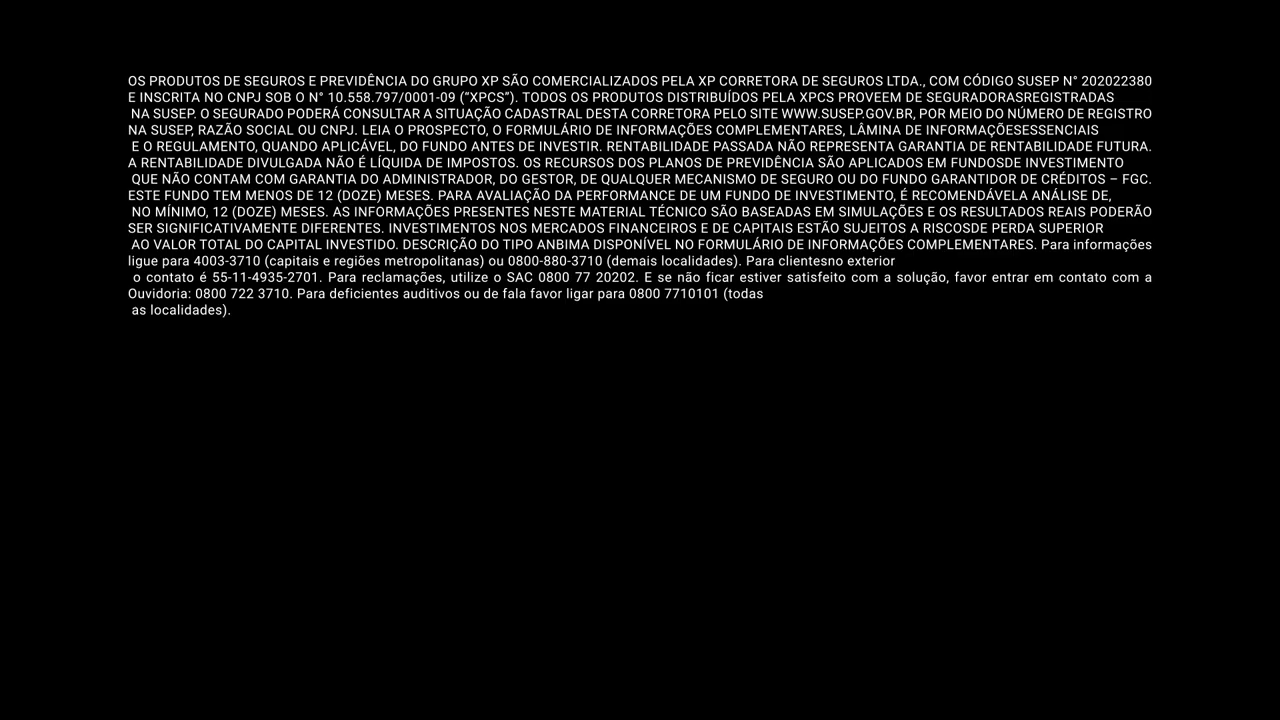 OS PRODUTOS DE SEGUROS E PREVIDÊNCIA DO GRUPO XP SÃO COMERCIALIZADOS PELA XP CORRETORA DE SEGUROS LTDA., COM CÓDIGO SUSEP N° 202022380
E INSCRITA NO CNPJ SOB O N° 10.558.797/0001-09 (“XPCS”). TODOS OS PRODUTOS DISTRIBUÍDOS PELA XPCS PROVEEM DE SEGURADORASREGISTRADAS
NA SUSEP. O SEGURADO PODERÁ CONSULTAR A SITUAÇÃO CADASTRAL DESTA CORRETORA PELO SITE WWW.SUSEP.GOV.BR, POR MEIO DO NÚMERO DE REGISTRO
NA SUSEP, RAZÃO SOCIAL OU CNPJ. LEIA O PROSPECTO, O FORMULÁRIO DE INFORMAÇÕES COMPLEMENTARES, LÂMINA DE INFORMAÇÕESESSENCIAIS
E O REGULAMENTO, QUANDO APLICÁVEL, DO FUNDO ANTES DE INVESTIR. RENTABILIDADE PASSADA NÃO REPRESENTA GARANTIA DE RENTABILIDADE FUTURA.
A RENTABILIDADE DIVULGADA NÃO É LÍQUIDA DE IMPOSTOS. OS RECURSOS DOS PLANOS DE PREVIDÊNCIA SÃO APLICADOS EM FUNDOSDE INVESTIMENTO
QUE NÃO CONTAM COM GARANTIA DO ADMINISTRADOR, DO GESTOR, DE QUALQUER MECANISMO DE SEGURO OU DO FUNDO GARANTIDOR DE CRÉDITOS – FGC.
ESTE FUNDO TEM MENOS DE 12 (DOZE) MESES. PARA AVALIAÇÃO DA PERFORMANCE DE UM FUNDO DE INVESTIMENTO, É RECOMENDÁVELA ANÁLISE DE,
NO MÍNIMO, 12 (DOZE) MESES. AS INFORMAÇÕES PRESENTES NESTE MATERIAL TÉCNICO SÃO BASEADAS EM SIMULAÇÕES E OS RESULTADOS REAIS PODERÃO
SER SIGNIFICATIVAMENTE DIFERENTES. INVESTIMENTOS NOS MERCADOS FINANCEIROS E DE CAPITAIS ESTÃO SUJEITOS A RISCOSDE PERDA SUPERIOR
AO VALOR TOTAL DO CAPITAL INVESTIDO. DESCRIÇÃO DO TIPO ANBIMA DISPONÍVEL NO FORMULÁRIO DE INFORMAÇÕES COMPLEMENTARES. Para informações
ligue para 4003-3710 (capitais e regiões metropolitanas) ou 0800-880-3710 (demais localidades). Para clientesno exterior
o contato é 55-11-4935-2701. Para reclamações, utilize o SAC 0800 77 20202. E se não ficar estiver satisfeito com a solução, favor entrar em contato com a
Ouvidoria: 0800 722 3710. Para deficientes auditivos ou de fala favor ligar para 0800 7710101 (todas
as localidades).